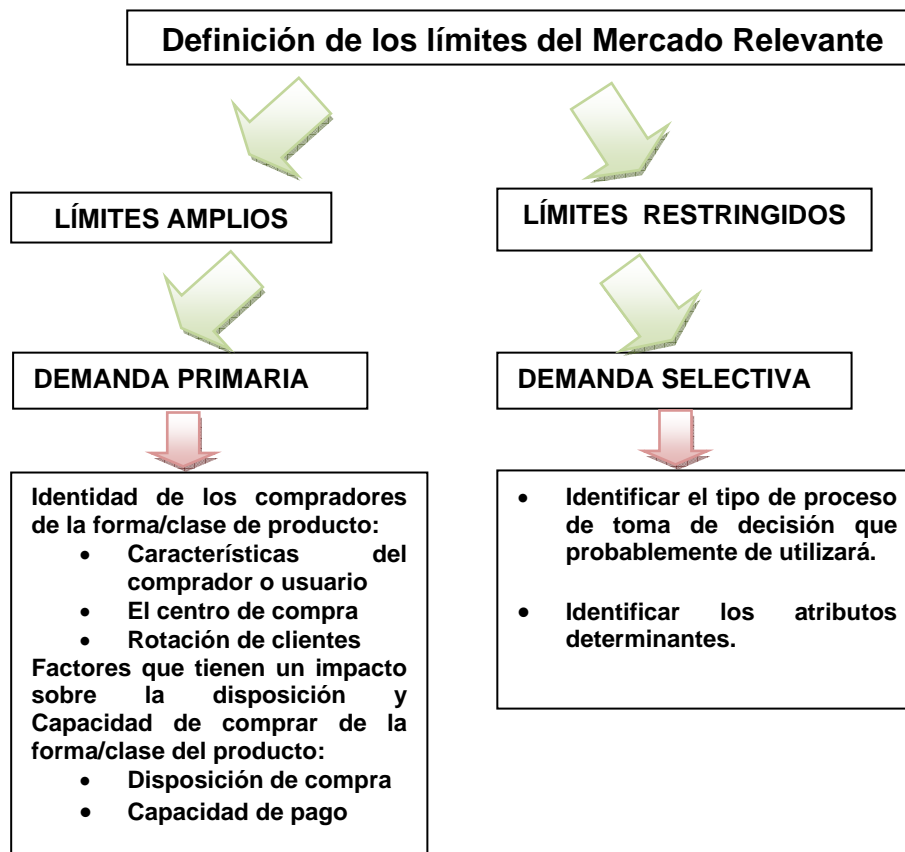 Definición de los límites del Mercado Relevante
LÍMITES AMPLIOS
LÍMITES RESTRINGIDOS
DEMANDA PRIMARIA
DEMANDA SELECTIVA
Identidad de los compradores
de la forma/clase de producto:
• Características del
comprador o usuario
• El centro de compra
• Rotación de clientes
Factores que tienen un impacto
sobre la disposición y
Capacidad de comprar de la
forma/clase del producto:
• Disposición de compra
• Capacidad de pago
• Identificar el tipo de proceso
de toma de decisión que
probablemente de utilizará.
• Identificar los atributos
determinantes.